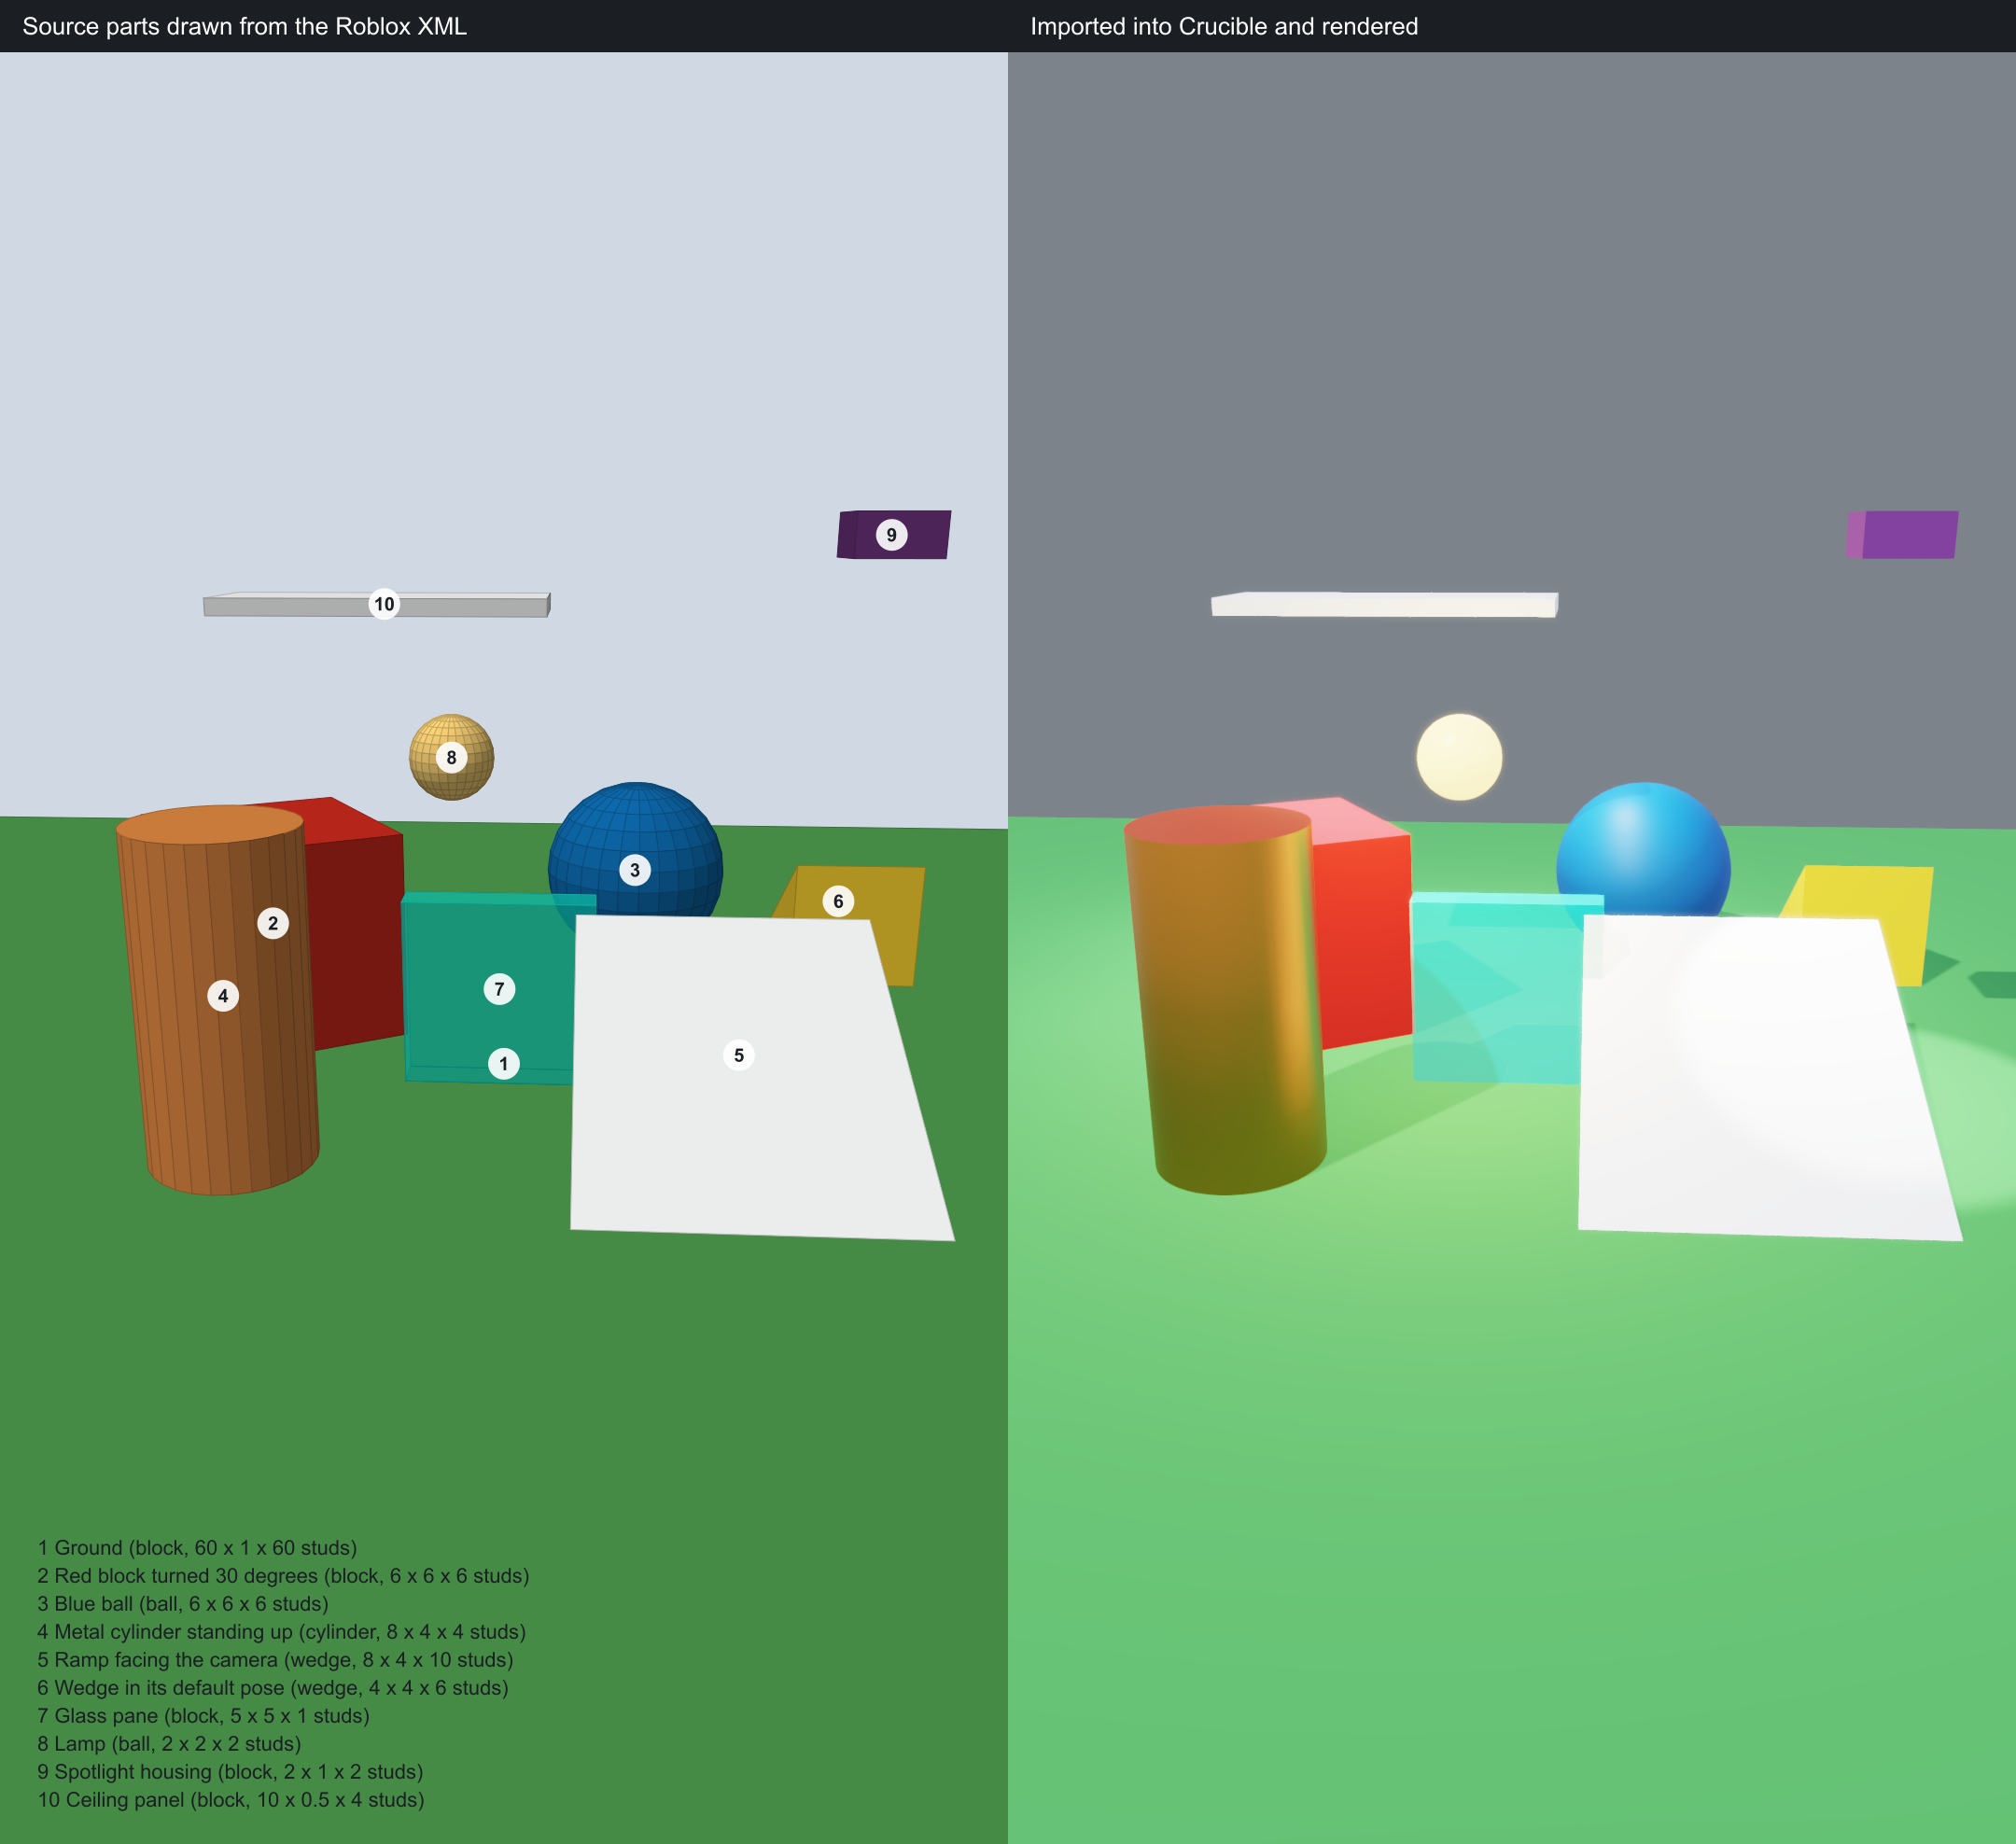 Source parts drawn from the Roblox XML
Imported into Crucible and rendered
9
10
8
3
6
2
7
4
5
1
1 Ground (block, 60 x 1 x 60 studs)
2 Red block turned 30 degrees (block, 6 x 6 x 6 studs)
3 Blue ball (ball, 6 x 6 x 6 studs)
4 Metal cylinder standing up (cylinder, 8 x 4 x 4 studs)
5 Ramp facing the camera (wedge, 8 x 4 x 10 studs)
6 Wedge in its default pose (wedge, 4 x 4 x 6 studs)
7 Glass pane (block, 5 x 5 x 1 studs)
8 Lamp (ball, 2 x 2 x 2 studs)
9 Spotlight housing (block, 2 x 1 x 2 studs)
10 Ceiling panel (block, 10 x 0.5 x 4 studs)